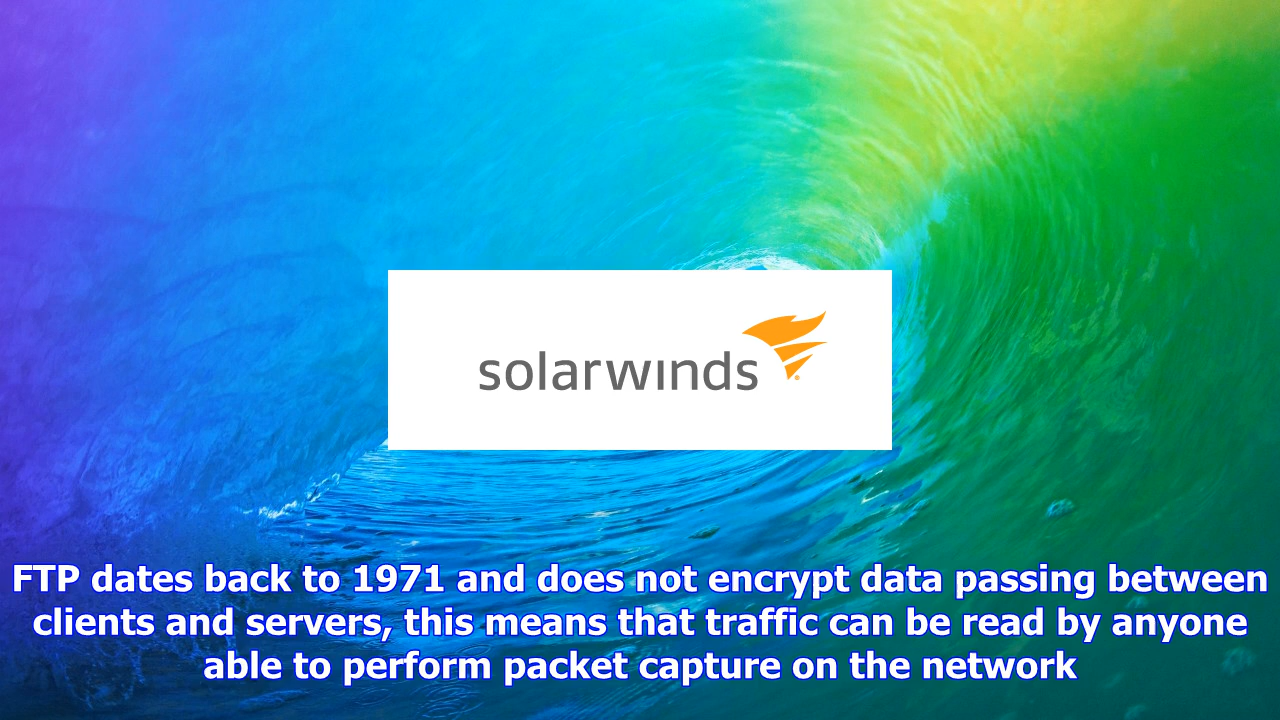 solarwinds
FTP dates back to 1971 and does not encrypt data passing between
clients and servers, this means that traffic can be read by anyone
able to perform packet capture on the network